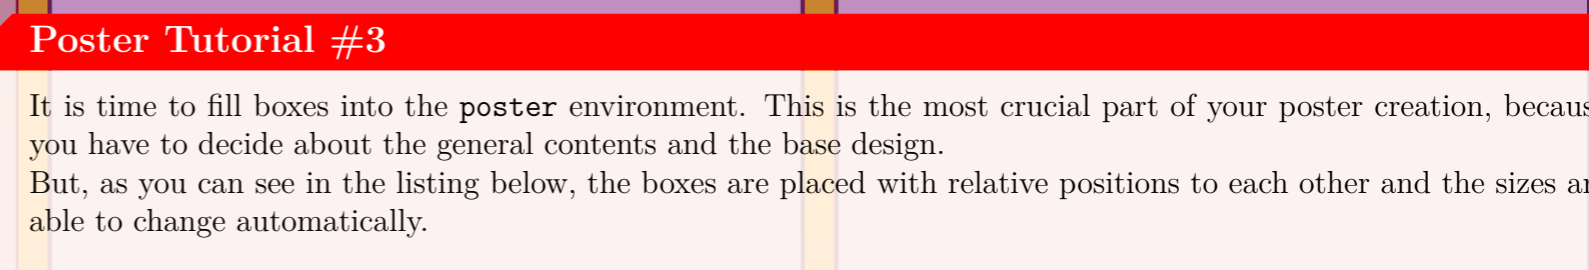 Poster Tutorial #3
It is time to fill boxes into the poster environment. This is the most crucial part of your poster creation, becaus
you have to decide about the general contents and the base design.
But, as you can see in the listing below, the boxes are placed with relative positions to each other and the sizes ar
able to change automatically.